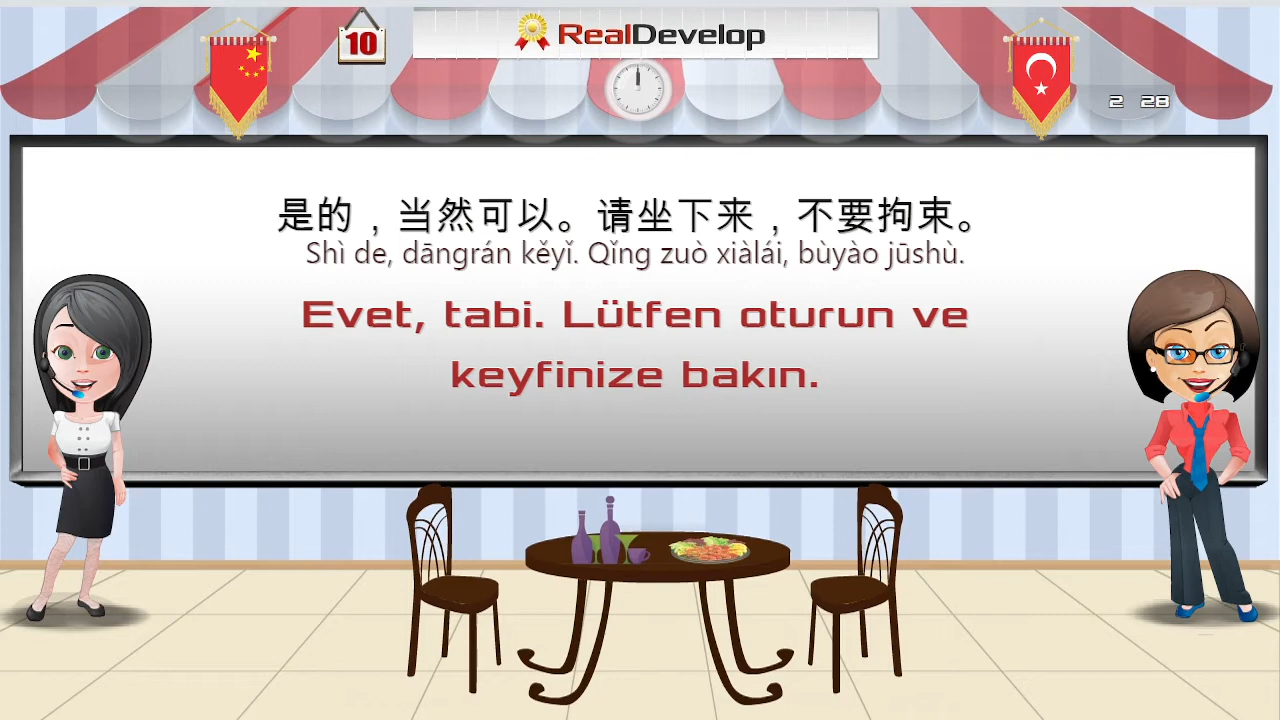 10
RealDevelop
2 28
是的，当然可以。请坐下来，不要拘束。
Shì de, dāngrán kěyǐ. Qǐng zuò xiàlái, bùyào jūshù.
Evet, tabi. Lütfen oturun ve
keyfinize bakın.